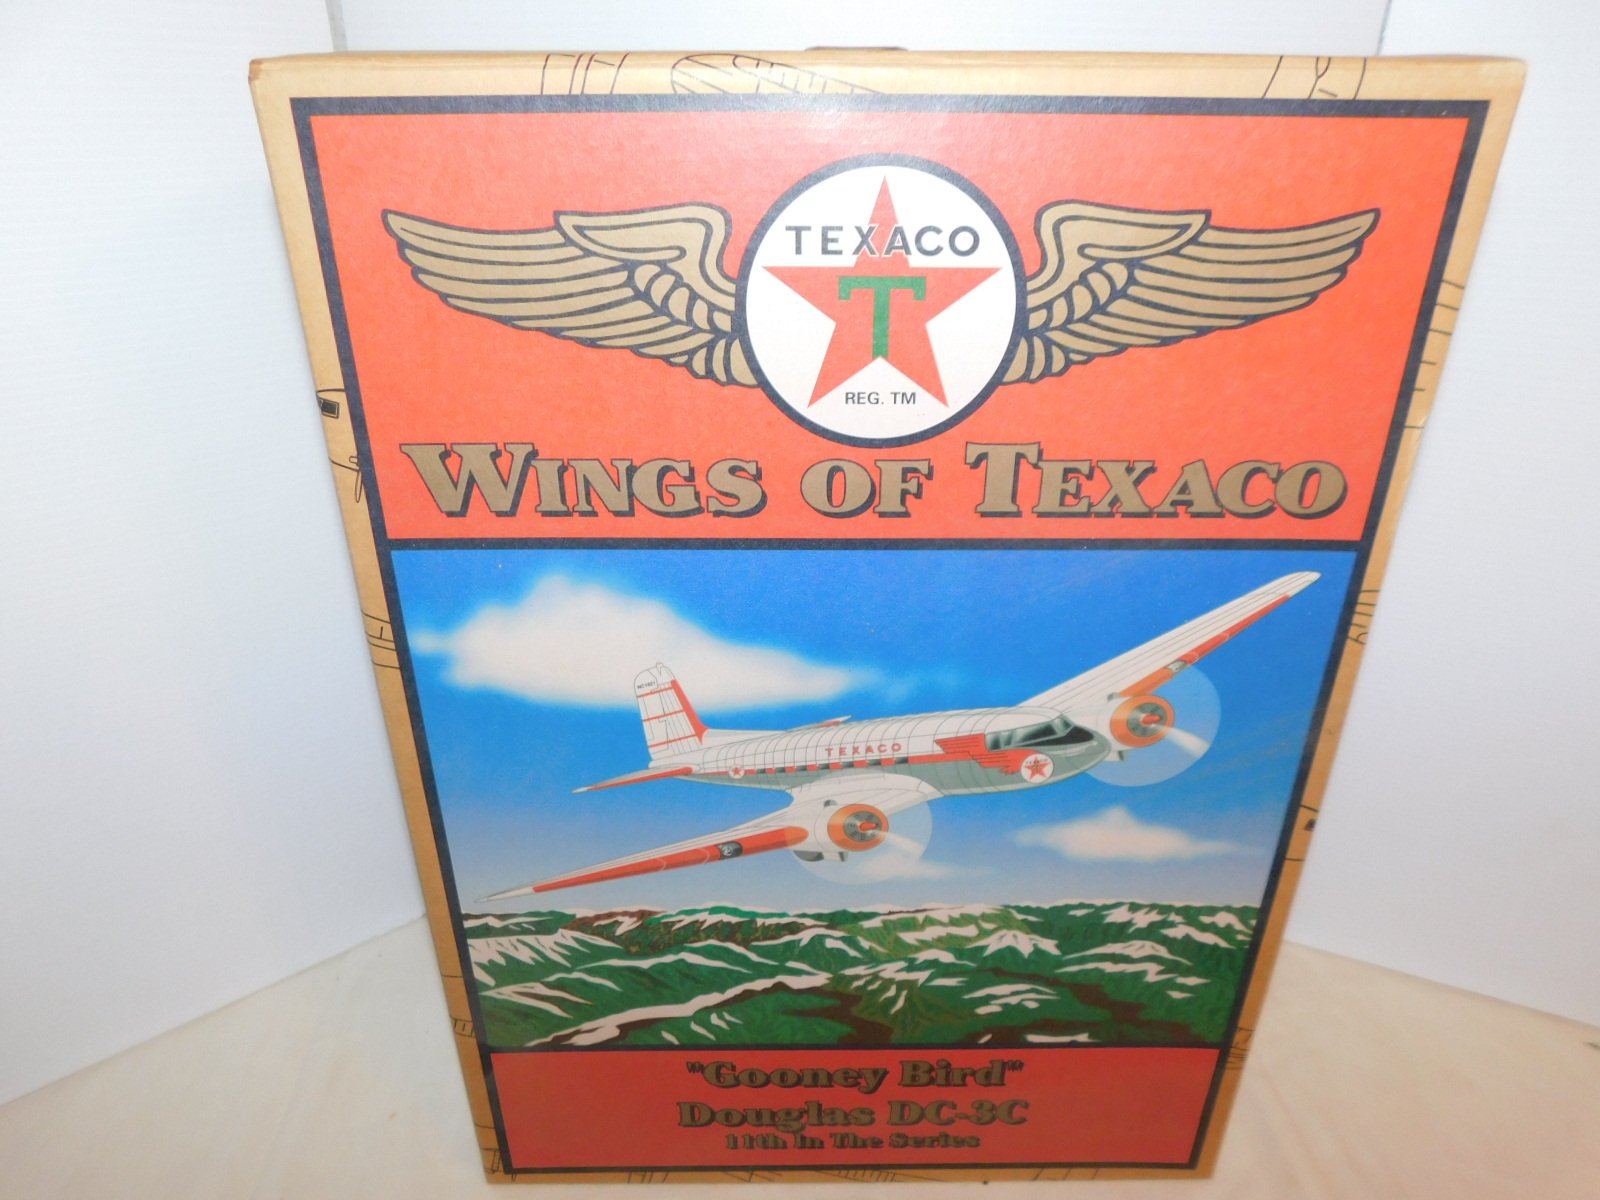 TEXACO
T
REG. TM
WINGS OF TEXACO
TEXACO
"Gooney Bird"
Douglas DC-3C
11th In The Series